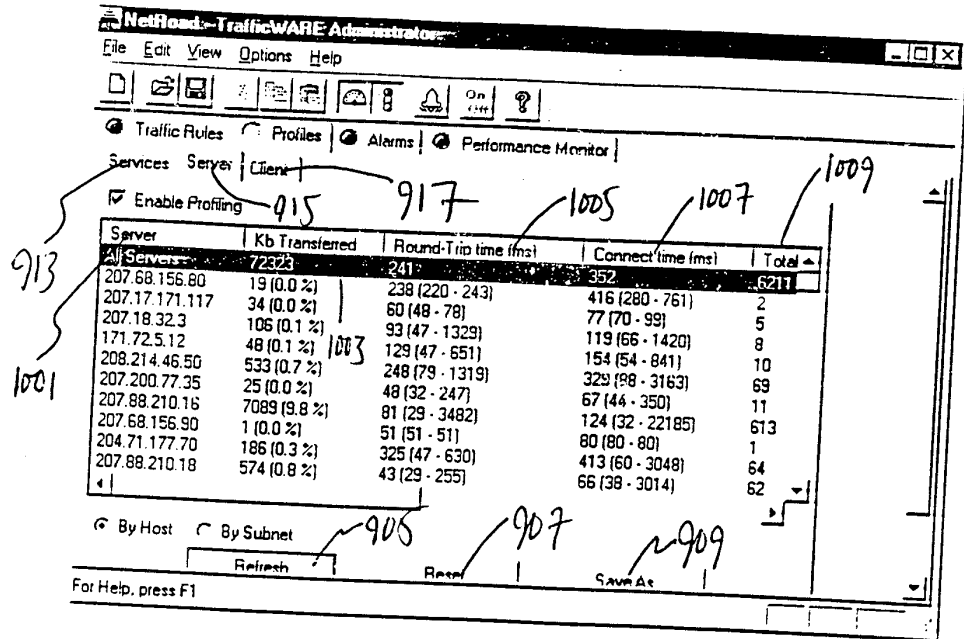 NetRoad - TrafficWARE Administrator
File Edit View Options Help
On Off ?
Traffic Rules Profiles Alarms Performance Monitor
Services Server Client
Enable Profiling
913 915 917 1005 1007 1009
Server Kb Transferred Round-Trip time (ms) Connect time (ms) Total
All Servers 72323 241 352 6211
207.68.156.80 19 (0.0 %) 238 (220 - 243) 416 (280 - 761) 2
207.17.171.117 34 (0.0 %) 60 (48 - 78) 77 (70 - 99) 5
207.18.32.3 106 (0.1 %) 93 (47 - 1329) 119 (66 - 1420) 8
171.72.5.12 48 (0.1 %) 129 (47 - 651) 154 (54 - 841) 10
208.214.46.50 533 (0.7 %) 248 (79 - 1319) 329 (98 - 3163) 69
207.200.77.35 25 (0.0 %) 48 (32 - 247) 67 (44 - 350) 11
207.88.210.16 7089 (9.8 %) 81 (29 - 3482) 124 (32 - 22185) 613
207.68.156.90 1 (0.0 %) 51 (51 - 51) 80 (80 - 80) 1
204.71.177.70 186 (0.3 %) 325 (47 - 630) 413 (60 - 3048) 64
207.88.210.18 574 (0.8 %) 43 (29 - 255) 66 (38 - 3014) 62
1001 1003
By Host By Subnet
905 907 909
Refresh Reset Save As
For Help, press F1